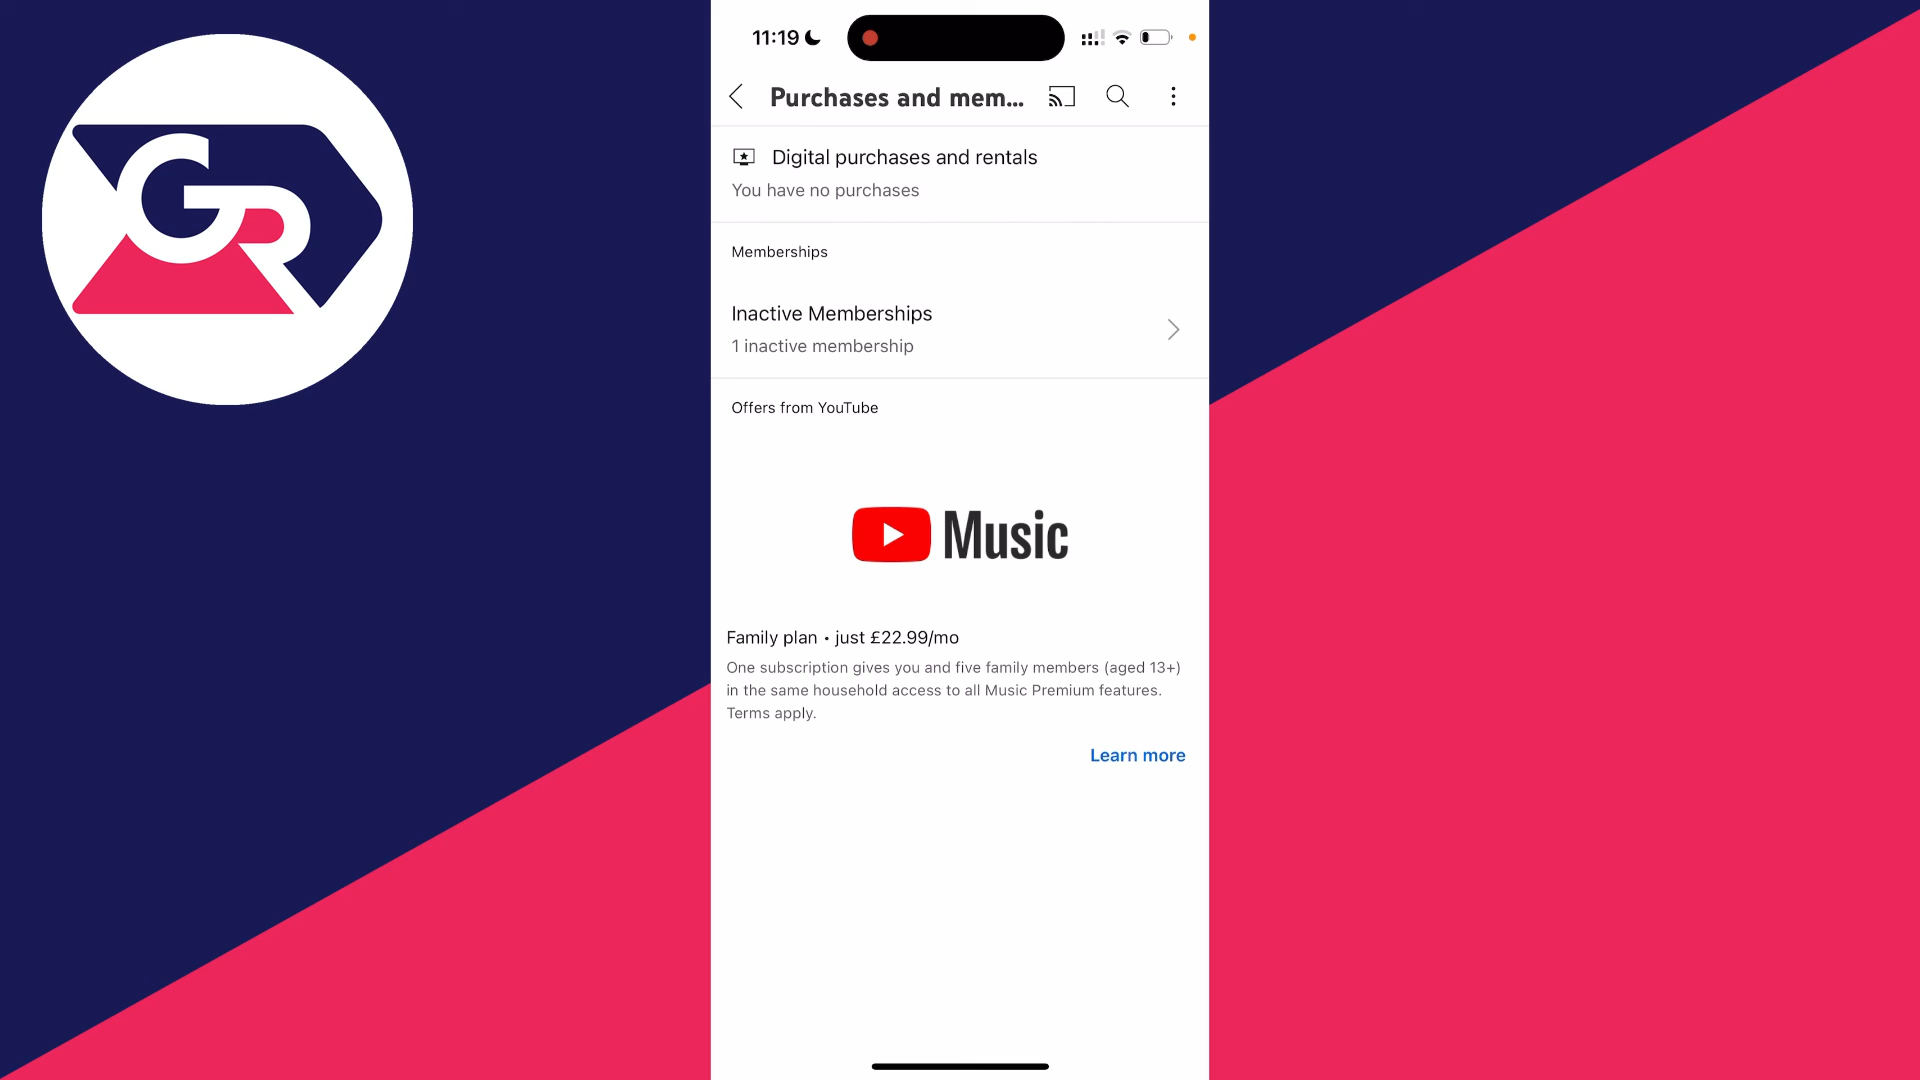 GR
11:19
Purchases and mem...
Digital purchases and rentals
You have no purchases
Memberships
Inactive Memberships
1 inactive membership
Offers from YouTube
Music
Family plan • just £22.99/mo
One subscription gives you and five family members (aged 13+)
in the same household access to all Music Premium features.
Terms apply.
Learn more